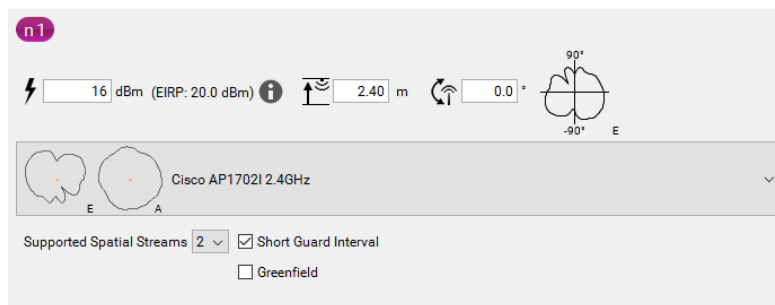 n1
90°
16 dBm (EIRP: 20.0 dBm) i 2.40 m 0.0 °
-90° E
E A Cisco AP1702I 2.4GHz
Supported Spatial Streams 2 Short Guard Interval
Greenfield